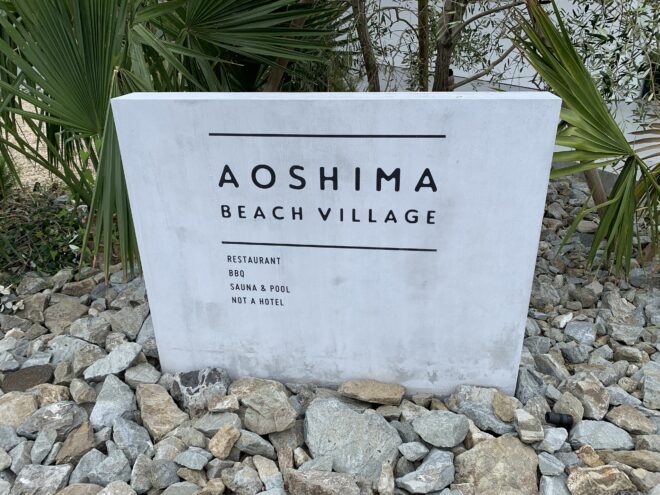 AOSHIMA
BEACH VILLAGE
RESTAURANT
BBQ
SAUNA & POOL
NOT A HOTEL